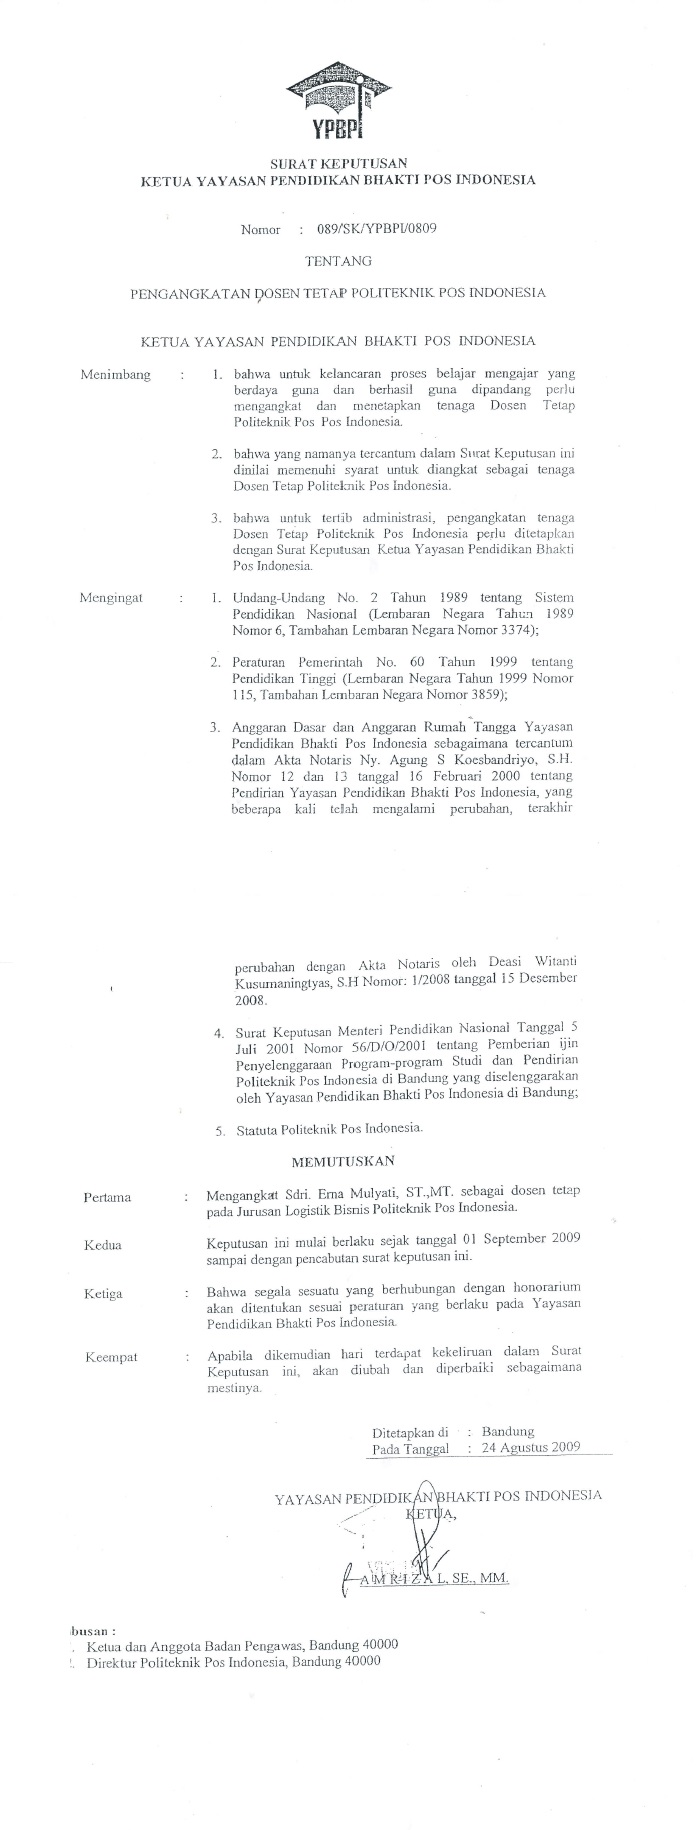 YPBPI
SURAT KEPUTUSAN
KETUA YAYASAN PENDIDIKAN BHAKTI POS INDONESIA
Nomor : 089/SK/YPBPI/0809
TENTANG
PENGANGKATAN DOSEN TETAP POLITEKNIK POS INDONESIA
KETUA YAYASAN PENDIDIKAN BHAKTI POS INDONESIA
Menimbang : 1. bahwa untuk kelancaran proses belajar mengajar yang
berdaya guna dan berhasil guna dipandang perlu
mengangkat dan menetapkan tenaga Dosen Tetap
Politeknik Pos Pos Indonesia.
2. bahwa yang namanya tercantum dalam Surat Keputusan ini
dinilai memenuhi syarat untuk diangkat sebagai tenaga
Dosen Tetap Politeknik Pos Indonesia.
3. bahwa untuk tertib administrasi, pengangkatan tenaga
Dosen Tetap Politeknik Pos Indonesia perlu ditetapkan
dengan Surat Keputusan Ketua Yayasan Pendidikan Bhakti
Pos Indonesia.
Mengingat : 1. Undang-Undang No. 2 Tahun 1989 tentang Sistem
Pendidikan Nasional (Lembaran Negara Tahun 1989
Nomor 6, Tambahan Lembaran Negara Nomor 3374);
2. Peraturan Pemerintah No. 60 Tahun 1999 tentang
Pendidikan Tinggi (Lembaran Negara Tahun 1999 Nomor
115, Tambahan Lembaran Negara Nomor 3859);
3. Anggaran Dasar dan Anggaran Rumah Tangga Yayasan
Pendidikan Bhakti Pos Indonesia sebagaimana tercantum
dalam Akta Notaris Ny. Agung S Koesbandriyo, S.H.
Nomor 12 dan 13 tanggal 16 Februari 2000 tentang
Pendirian Yayasan Pendidikan Bhakti Pos Indonesia, yang
beberapa kali telah mengalami perubahan, terakhir
perubahan dengan Akta Notaris oleh Deasi Witanti
Kusumaningtyas, S.H Nomor: 1/2008 tanggal 15 Desember
2008.
4. Surat Keputusan Menteri Pendidikan Nasional Tanggal 5
Juli 2001 Nomor 56/D/O/2001 tentang Pemberian ijin
Penyelenggaraan Program-program Studi dan Pendirian
Politeknik Pos Indonesia di Bandung yang diselenggarakan
oleh Yayasan Pendidikan Bhakti Pos Indonesia di Bandung;
5. Statuta Politeknik Pos Indonesia.
MEMUTUSKAN
Pertama : Mengangkat Sdri. Erna Mulyati, ST.,MT. sebagai dosen tetap
pada Jurusan Logistik Bisnis Politeknik Pos Indonesia.
Kedua Keputusan ini mulai berlaku sejak tanggal 01 September 2009
sampai dengan pencabutan surat keputusan ini.
Ketiga : Bahwa segala sesuatu yang berhubungan dengan honorarium
akan ditentukan sesuai peraturan yang berlaku pada Yayasan
Pendidikan Bhakti Pos Indonesia.
Keempat : Apabila dikemudian hari terdapat kekeliruan dalam Surat
Keputusan ini, akan diubah dan diperbaiki sebagaimana
mestinya.
Ditetapkan di : Bandung
Pada Tanggal : 24 Agustus 2009
YAYASAN PENDIDIKAN BHAKTI POS INDONESIA
KETUA,
A M R I Z A L, SE., MM.
busan :
Ketua dan Anggota Badan Pengawas, Bandung 40000
Direktur Politeknik Pos Indonesia, Bandung 40000